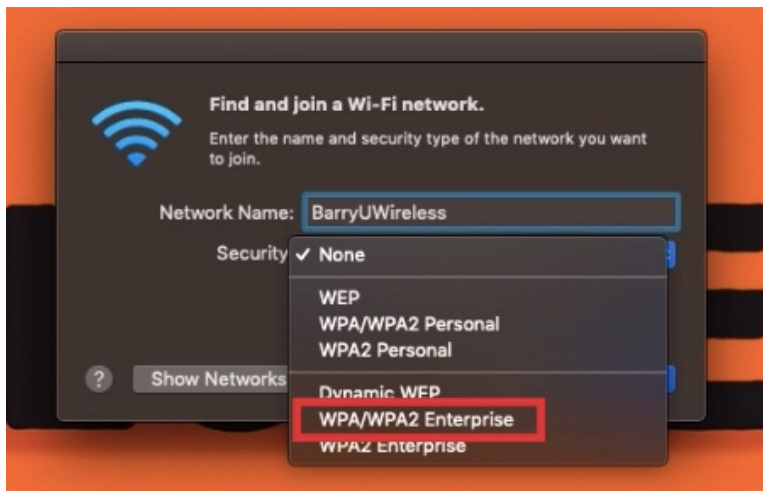 Find and join a Wi-Fi network.
Enter the name and security type of the network you want
to join.
Network Name: BarryUWireless
Security ✓ None
WEP
WPA/WPA2 Personal
WPA2 Personal
? Show Networks
Dynamic WEP
WPA/WPA2 Enterprise
WPA2 Enterprise